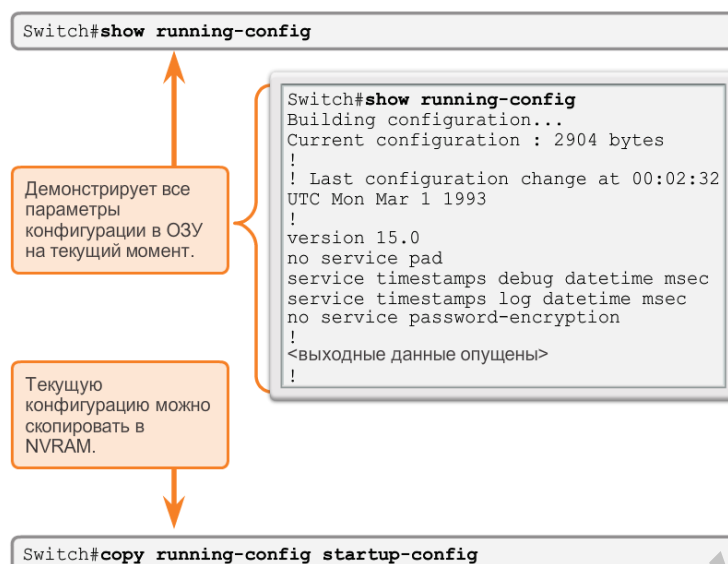 Switch#show running-config
Switch#show running-config
Building configuration...
Current configuration : 2904 bytes
!
! Last configuration change at 00:02:32
UTC Mon Mar 1 1993
!
version 15.0
no service pad
service timestamps debug datetime msec
service timestamps log datetime msec
no service password-encryption
!
<выходные данные опущены>
!
Демонстрирует все
параметры
конфигурации в ОЗУ
на текущий момент.
Текущую
конфигурацию можно
скопировать в
NVRAM.
Switch#copy running-config startup-config